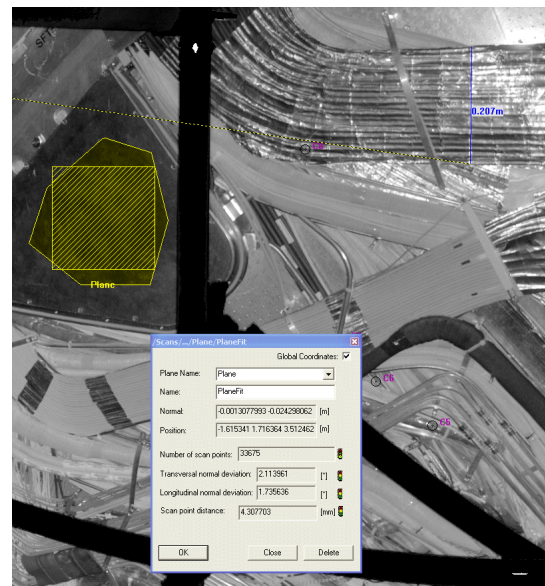 SFT
0.207m
Plane
/Scans/.../Plane/PlaneFit
Global Coordinates:
Plane Name: Plane
Name: PlaneFit
Normal: -0.0013077993 -0.024298062 [m]
Position: -1.615341 1.716364 3.512462 [m]
C6
Number of scan points: 33675
Transversal normal deviation: 2.113961 [°]
Longitudinal normal deviation: 1.735636 [°]
Scan point distance: 4.307703 [mm]
OK Close Delete